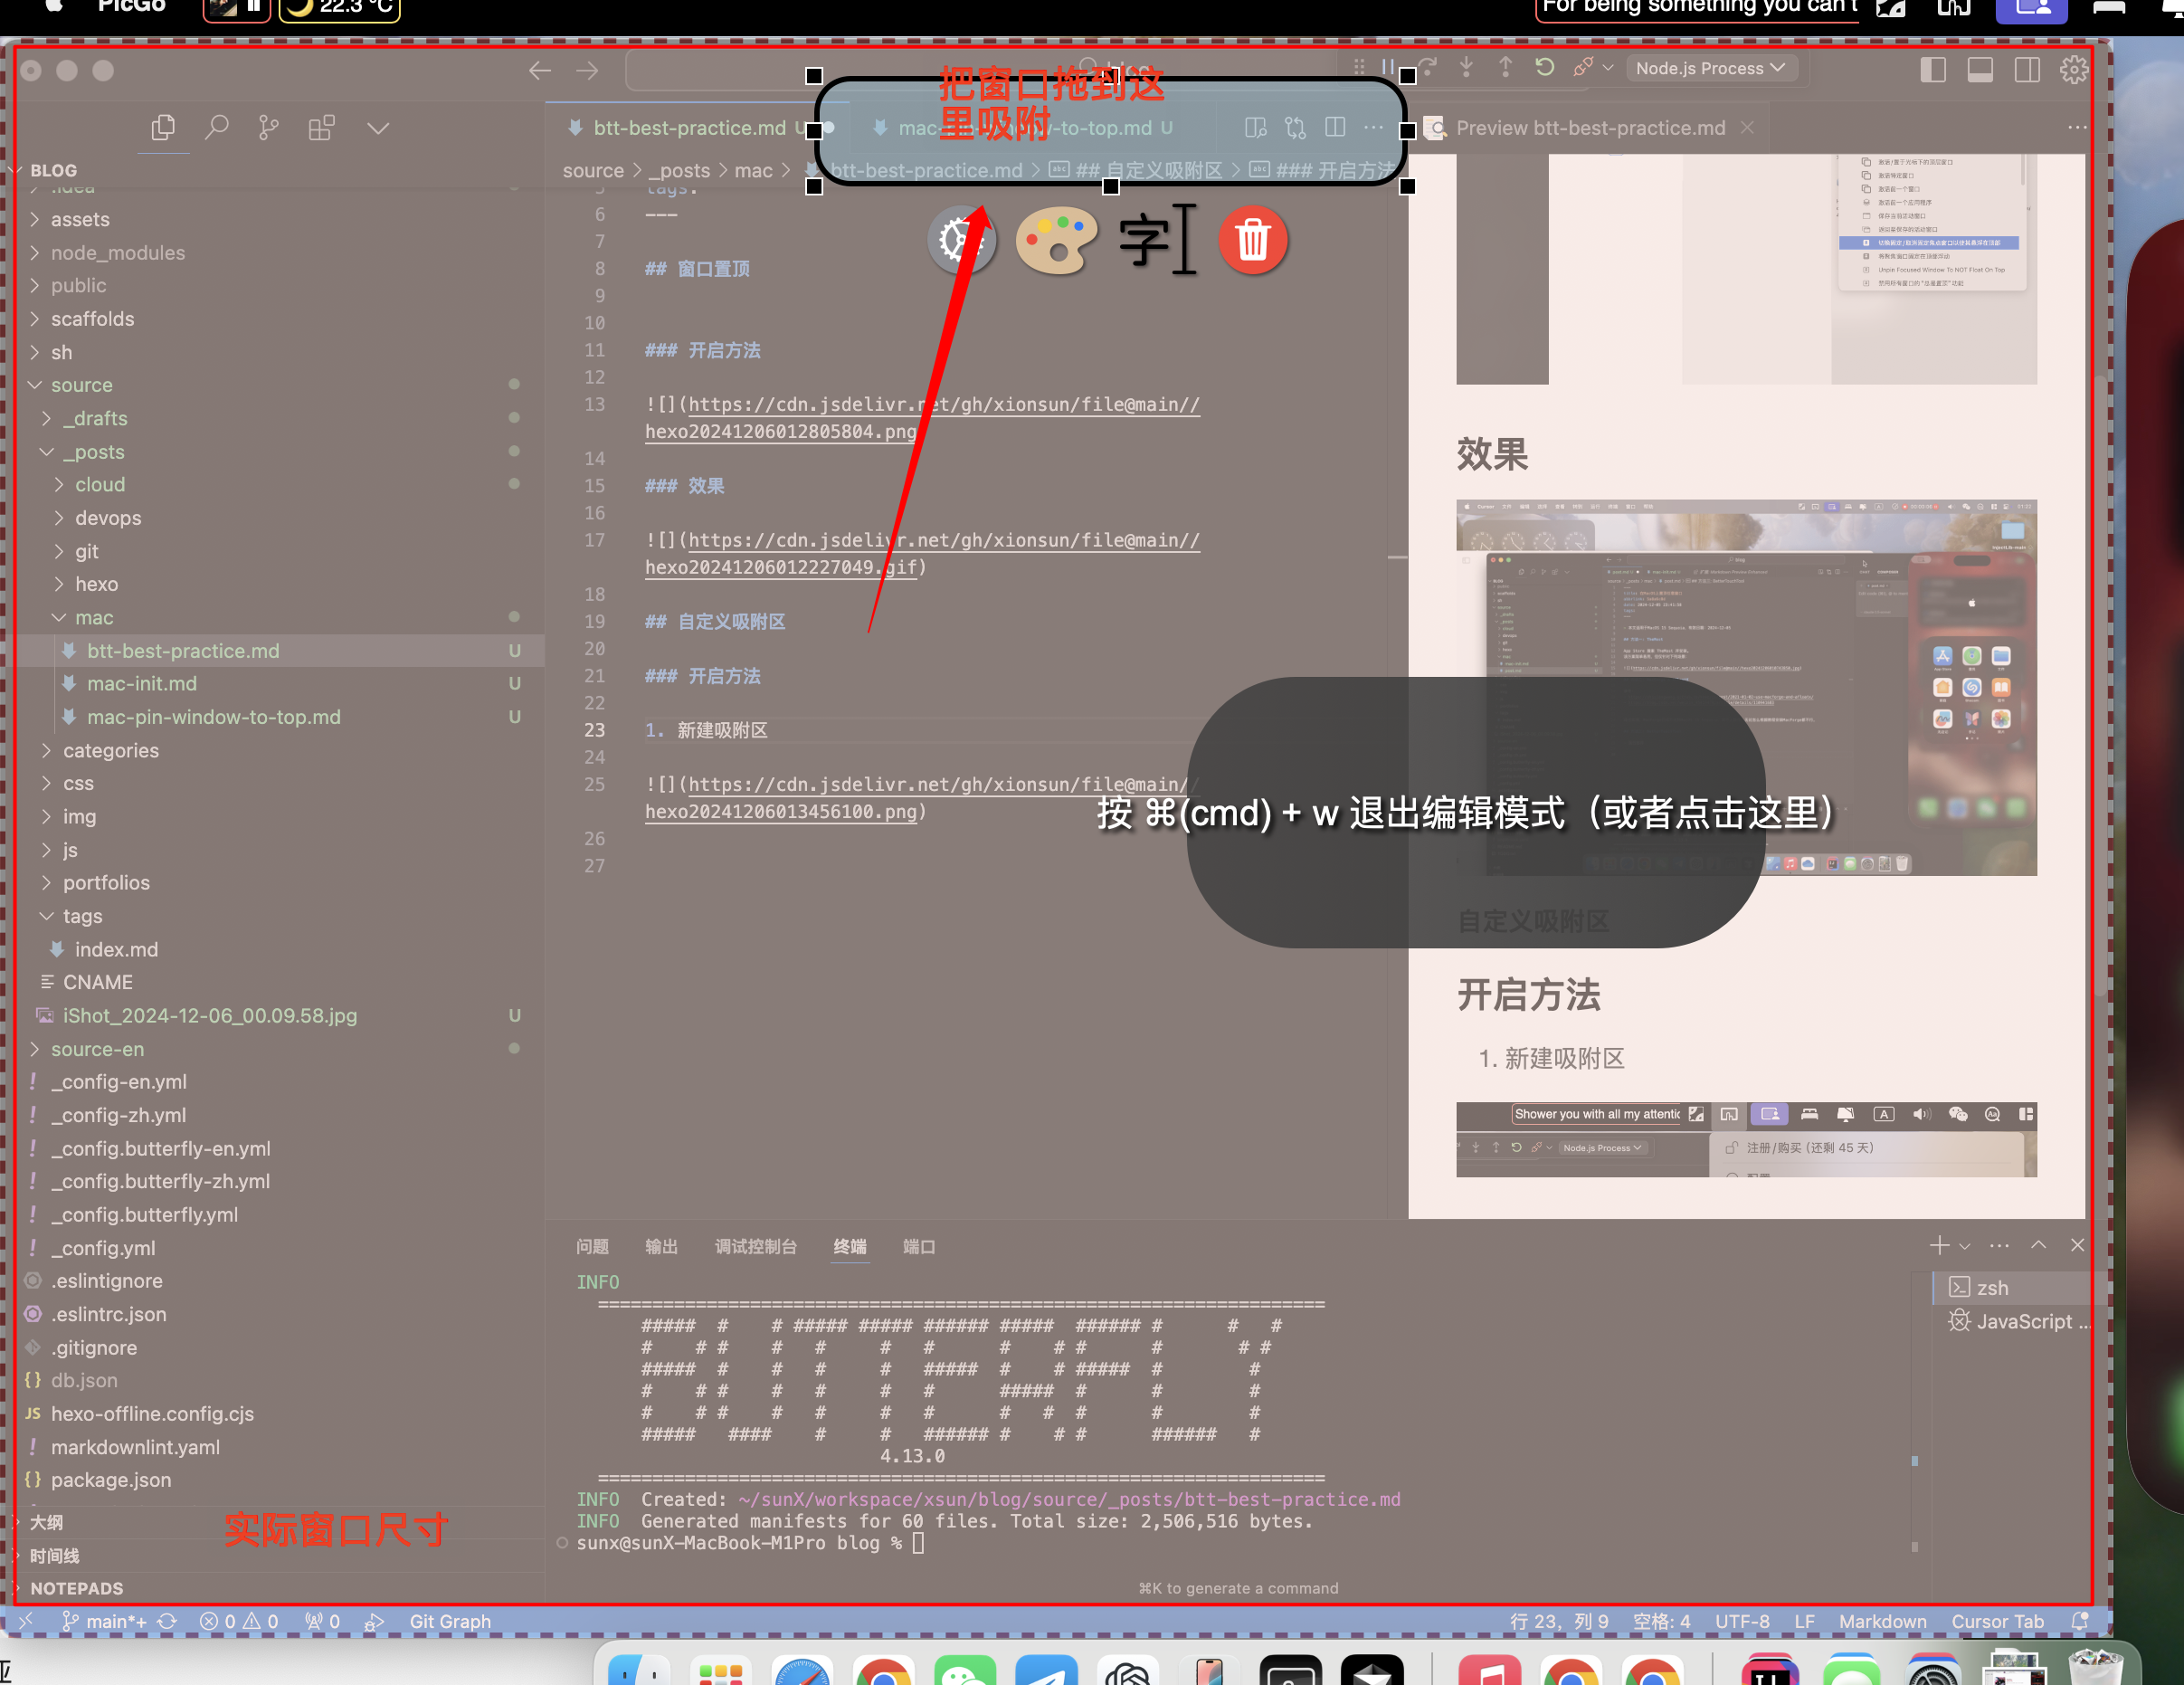 PicGo
22.3 °C
For being something you can't
blog
Node.js Process
把窗口拖到这
里吸附
btt-best-practice.md U
mac-pin-window-to-top.md U
Preview btt-best-practice.md
source > _posts > mac > btt-best-practice.md > ## 自定义吸附区 > ### 开启方法
BLOG
.idea
assets
node_modules
public
scaffolds
sh
source
_drafts
_posts
cloud
devops
git
hexo
mac
btt-best-practice.md U
mac-init.md U
mac-pin-window-to-top.md U
categories
css
img
js
portfolios
tags
index.md
CNAME
iShot_2024-12-06_00.09.58.jpg U
source-en
_config-en.yml
_config-zh.yml
_config.butterfly-en.yml
_config.butterfly-zh.yml
_config.butterfly.yml
_config.yml
.eslintignore
.eslintrc.json
.gitignore
db.json
JS hexo-offline.config.cjs
markdownlint.yaml
package.json
大纲
时间线
NOTEPADS
实际窗口尺寸
5 tags:
6 ---
7
8 ## 窗口置顶
9
10
11 ### 开启方法
12
13 ![](https://cdn.jsdelivr.net/gh/xionsun/file@main//
hexo20241206012805804.png
14
15 ### 效果
16
17 ![](https://cdn.jsdelivr.net/gh/xionsun/file@main//
hexo20241206012227049.gif)
18
19 ## 自定义吸附区
20
21 ### 开启方法
22
23 1. 新建吸附区
24
25 ![](https://cdn.jsdelivr.net/gh/xionsun/file@main//
hexo20241206013456100.png)
26
27
字
按 ⌘(cmd) + w 退出编辑模式（或者点击这里）
Unpin Focused Window To NOT Float On Top
效果
自定义吸附区
开启方法
1. 新建吸附区
Shower you with all my attentic
Node.js Process
注册/购买 (还剩 45 天)
问题 输出 调试控制台 终端 端口
INFO
===================================================================
BUTTERFLY
4.13.0
===================================================================
INFO Created: ~/sunX/workspace/xsun/blog/source/_posts/btt-best-practice.md
INFO Generated manifests for 60 files. Total size: 2,506,516 bytes.
sunx@sunX-MacBook-M1Pro blog %
⌘K to generate a command
zsh
JavaScript ...
main*+ 0 0 0 Git Graph
行 23，列 9 空格: 4 UTF-8 LF Markdown Cursor Tab